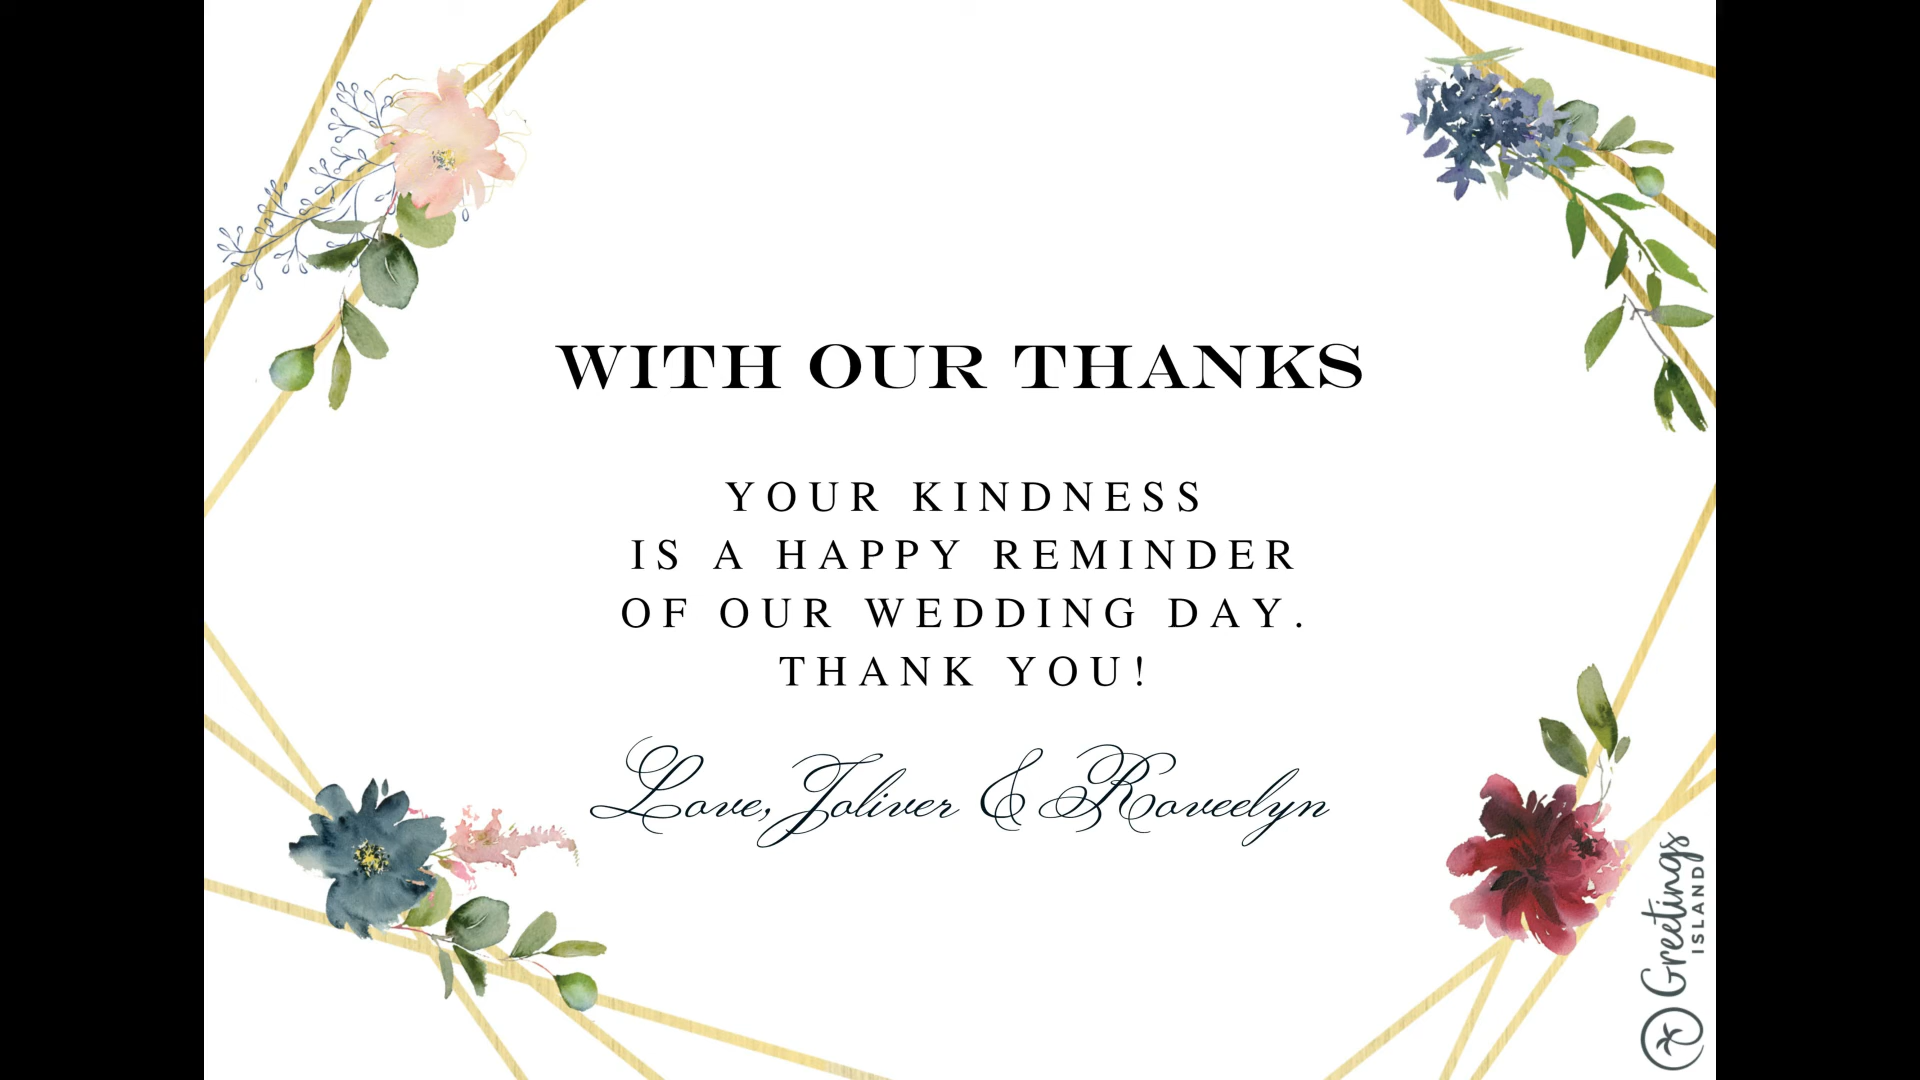 WITH OUR THANKS
YOUR KINDNESS
IS A HAPPY REMINDER
OF OUR WEDDING DAY.
THANK YOU!
Love, Joliver & Roveelyn
Greetings
ISLAND